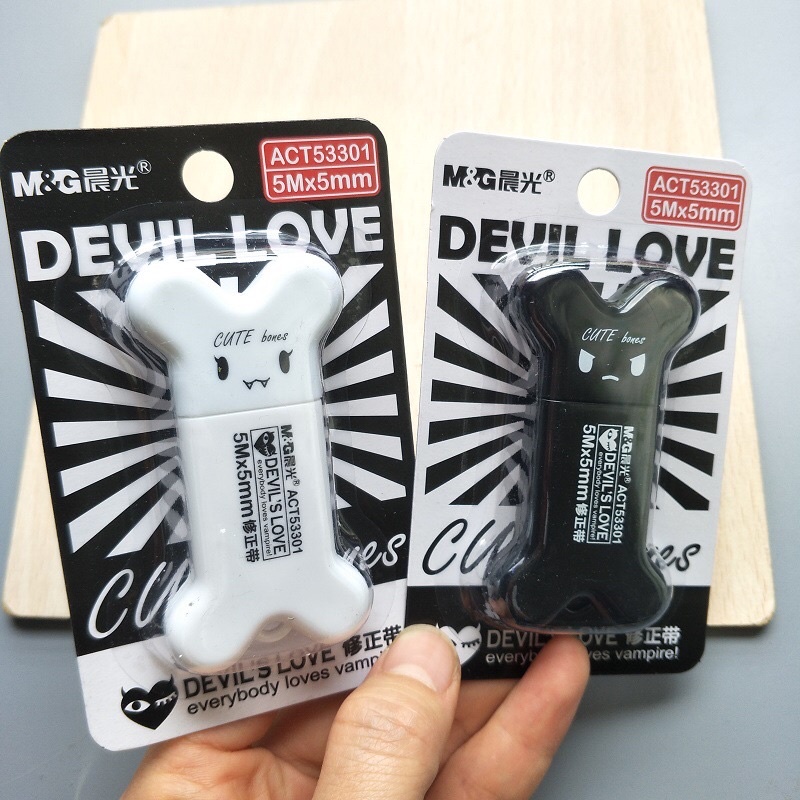 M&G晨光®
ACT53301
5Mx5mm
DEVIL LOVE
CUTE bones
M&G晨光® ACT53301
DEVIL'S LOVE
everybody loves vampire!
5Mx5mm 修正带
DEVIL'S LOVE 修正带
everybody loves vampi
M&G晨光®
ACT53301
5Mx5mm
DEVIL LOVE
CUTE bones
M&G晨光® ACT53301
DEVIL'S LOVE
everybody loves vampire!
5Mx5mm 修正带
DEVIL'S LOVE 修正带
everybody loves vampire!